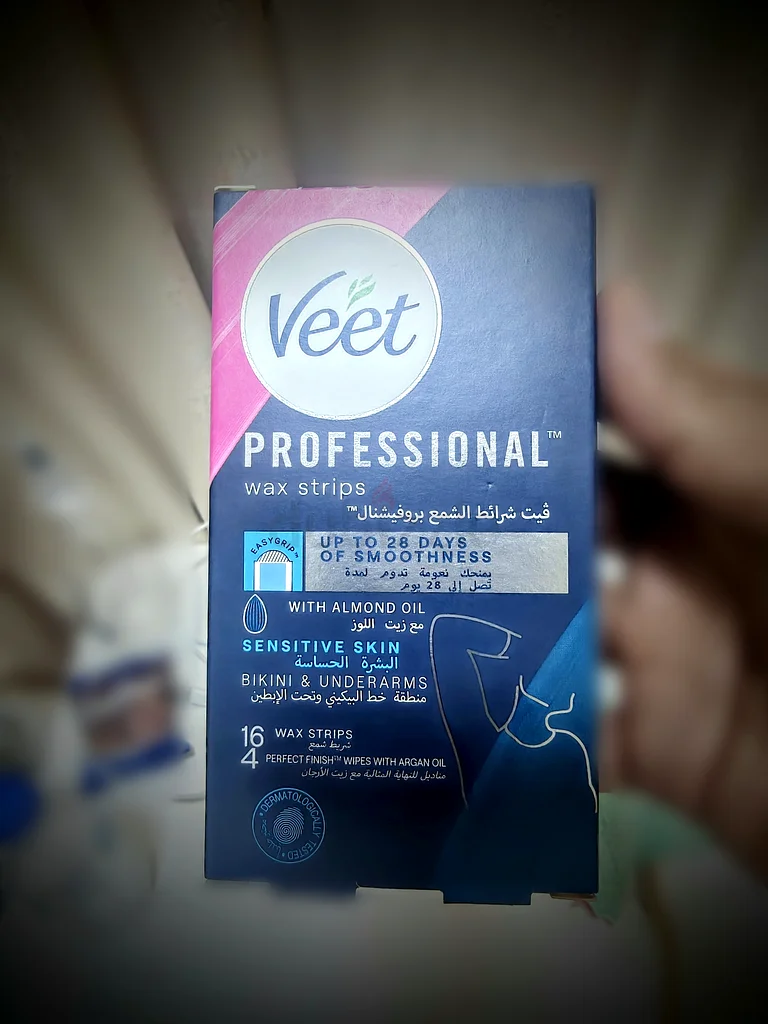 Veet
PROFESSIONAL™
wax strips
ڤيت شرائط الشمع بروفيشنال™
EASYGRIP™
UP TO 28 DAYS
OF SMOOTHNESS
يمنحك نعومة تدوم لمدة
تصل إلى 28 يوم
WITH ALMOND OIL
مع زيت اللوز
SENSITIVE SKIN
البشرة الحساسة
BIKINI & UNDERARMS
منطقة خط البيكيني وتحت الإبطين
16 WAX STRIPS
شريط شمع
4 PERFECT FINISH™ WIPES WITH ARGAN OIL
مناديل للنهاية المثالية مع زيت الأرجان
DERMATOLOGICALLY TESTED